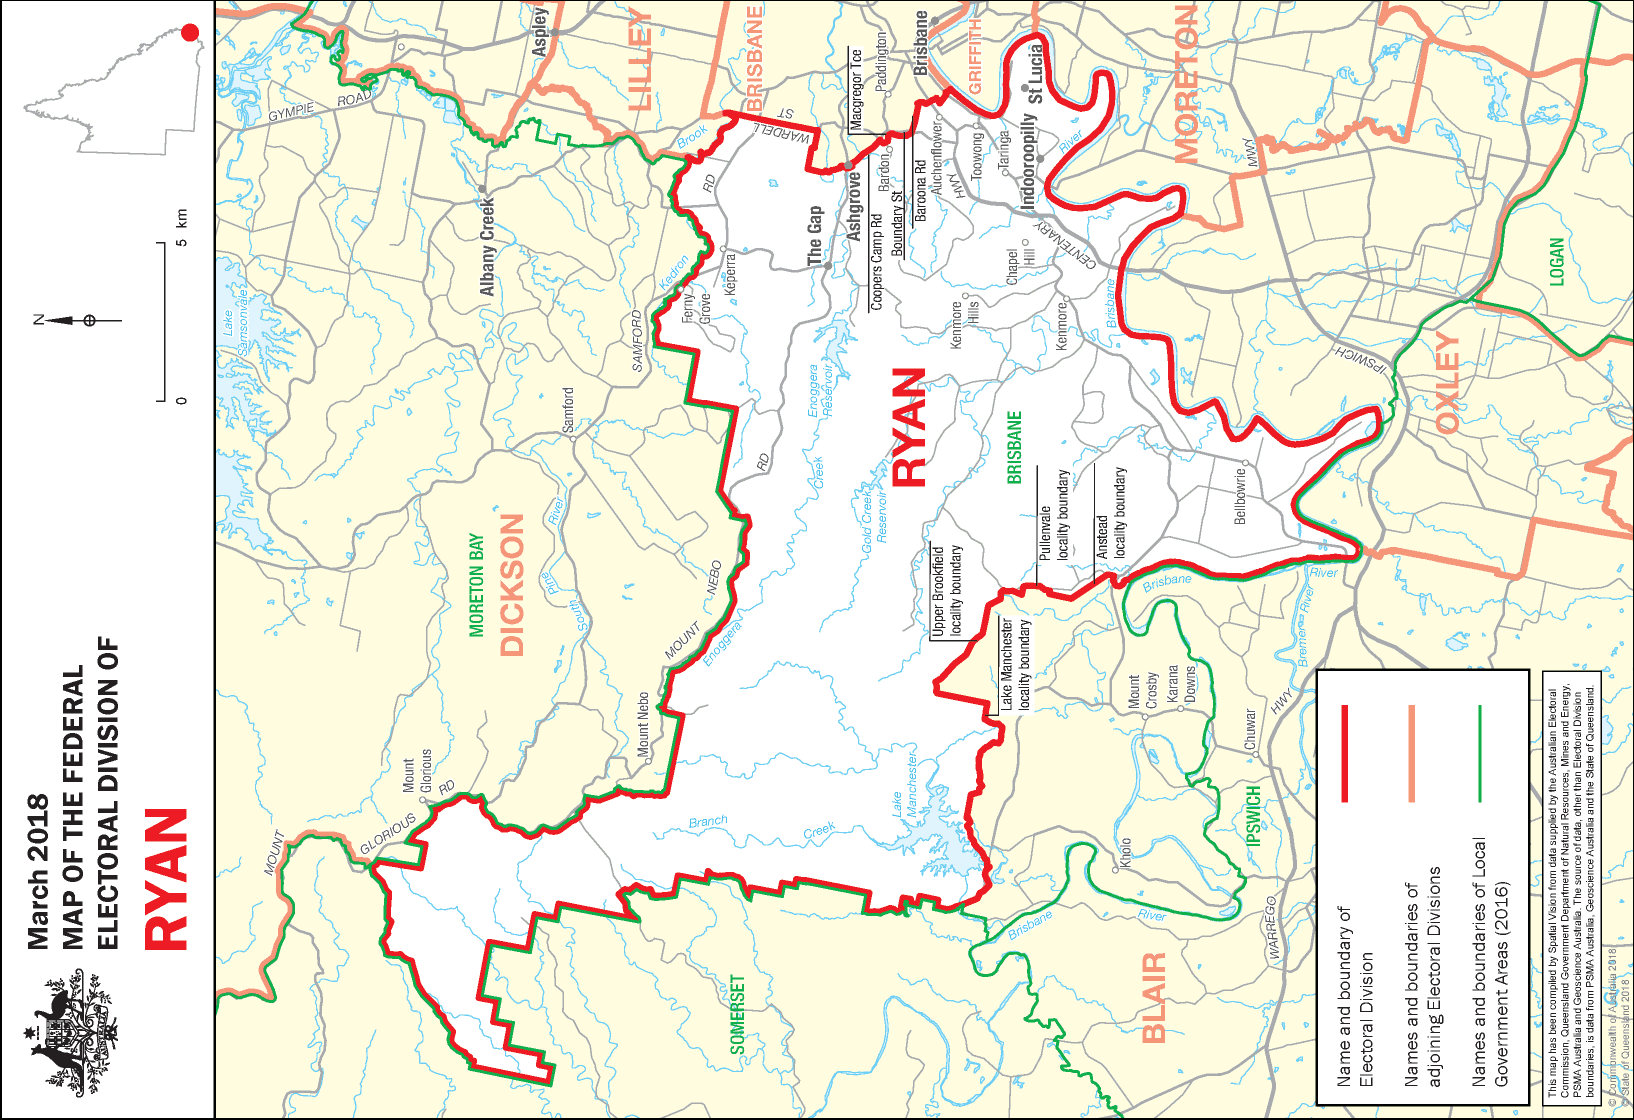 March 2018
MAP OF THE FEDERAL
ELECTORAL DIVISION OF
RYAN
N
0
5 km
MOUNT
GLORIOUS
RD
Mount
Glorious
MORETON BAY
DICKSON
South
Pine
River
Samford
SAMFORD
Lake
Samsonvale
Albany Creek
GYMPIE
ROAD
Aspley
LILLEY
BRISBANE
Brook
Kedron
WARDELL
ST
RD
Keperra
Ferny
Grove
The Gap
Ashgrove
Macgregor Tce
Paddington
Brisbane
GRIFFITH
St Lucia
MORETON
Bardon
Coopers Camp Rd
Boundary St
Baroona Rd
Auchenflower
Toowong
Taringa
HWY
Indooroopilly
River
MWY
Chapel
Hill
CENTENARY
Kenmore
Hills
Kenmore
Brisbane
Enoggera
Reservoir
RD
Creek
Gold Creek
Reservoir
RYAN
BRISBANE
NEBO
MOUNT
Enoggera
Mount Nebo
Upper Brookfield
locality boundary
Pullenvale
locality boundary
Anstead
locality boundary
Lake Manchester
locality boundary
Bellbowrie
IPSWICH
OXLEY
LOGAN
Branch
Creek
Lake
Manchester
Brisbane
River
Bremer River
Mount
Crosby
Karana
Downs
Chuwar
HWY
IPSWICH
Kholo
Brisbane
River
WARREGO
SOMERSET
BLAIR
Name and boundary of
Electoral Division
Names and boundaries of
adjoining Electoral Divisions
Names and boundaries of Local
Government Areas (2016)
This map has been compiled by Spatial Vision from data supplied by the Australian Electoral
Commission, Queensland Government Department of Natural Resources, Mines and Energy,
PSMA Australia and Geoscience Australia. The source of data, other than Electoral Division
boundaries, is data from PSMA Australia, Geoscience Australia and the State of Queensland.
© Commonwealth of Australia 2018
© State of Queensland 2018